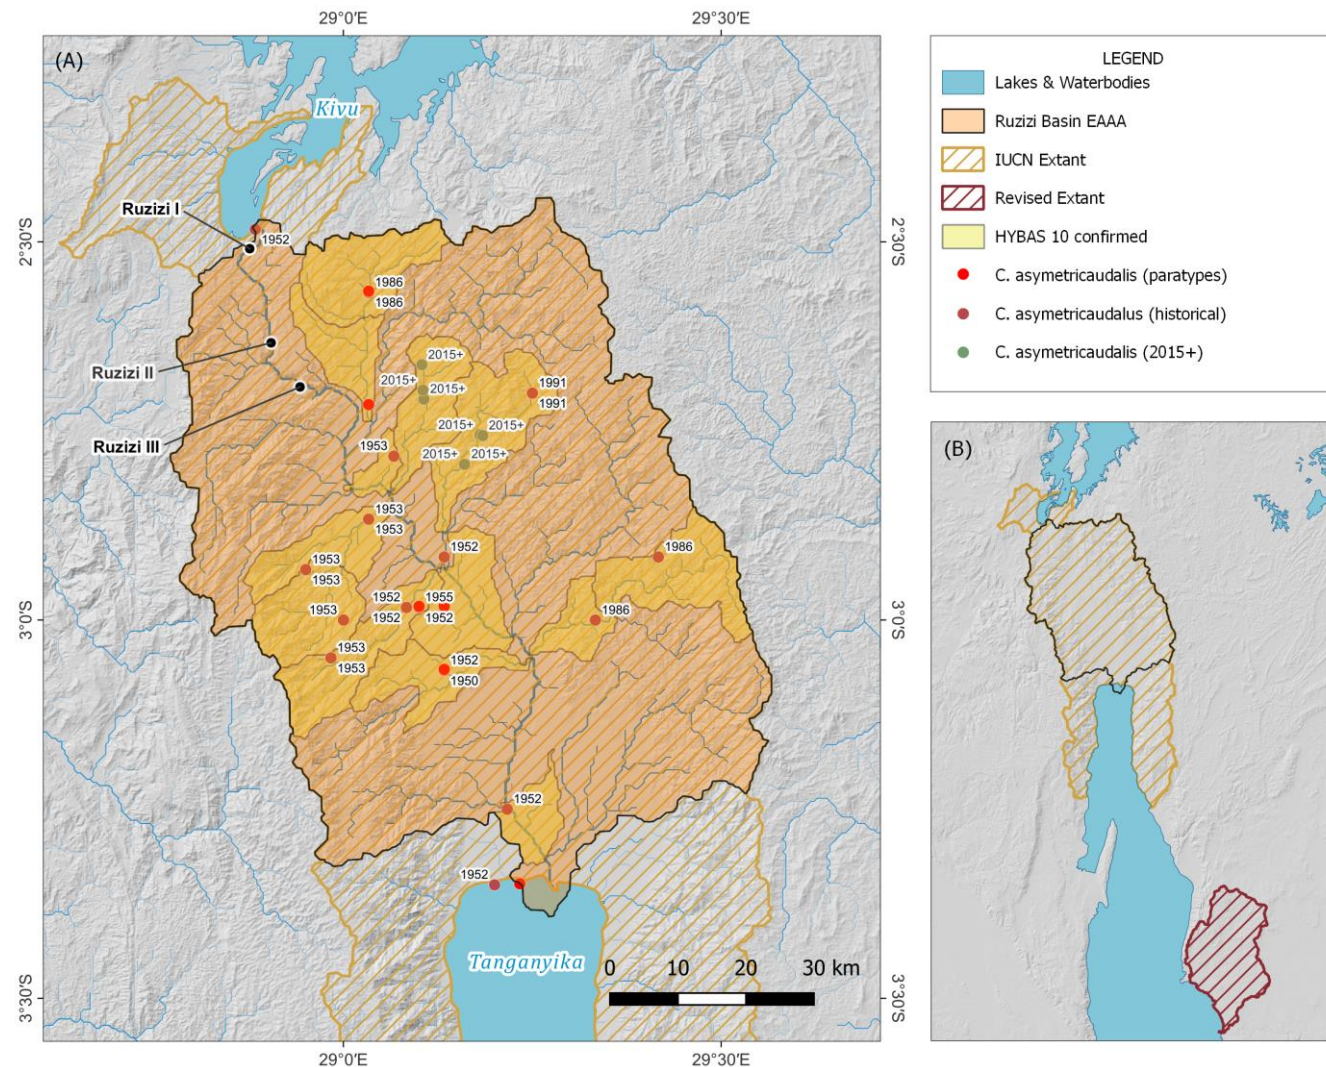 29°0'E
29°30'E
(A)
Kivu
Ruzizi I
1952
2°30'S
2°30'S
1986
1986
Ruzizi II
2015+
2015+
2015+
1991
1991
Ruzizi III
1953
2015+
2015+
2015+
2015+
1953
1953
1952
1986
1953
1953
1952
1955
1952
1952
1953
1986
3°0'S
3°0'S
1953
1953
1952
1950
1952
1952
Tanganyika
0
10
20
30 km
3°30'S
3°30'S
29°0'E
29°30'E
LEGEND
Lakes & Waterbodies
Ruzizi Basin EAAA
IUCN Extant
Revised Extant
HYBAS 10 confirmed
C. asymetricaudalis (paratypes)
C. asymetricaudalus (historical)
C. asymetricaudalis (2015+)
(B)